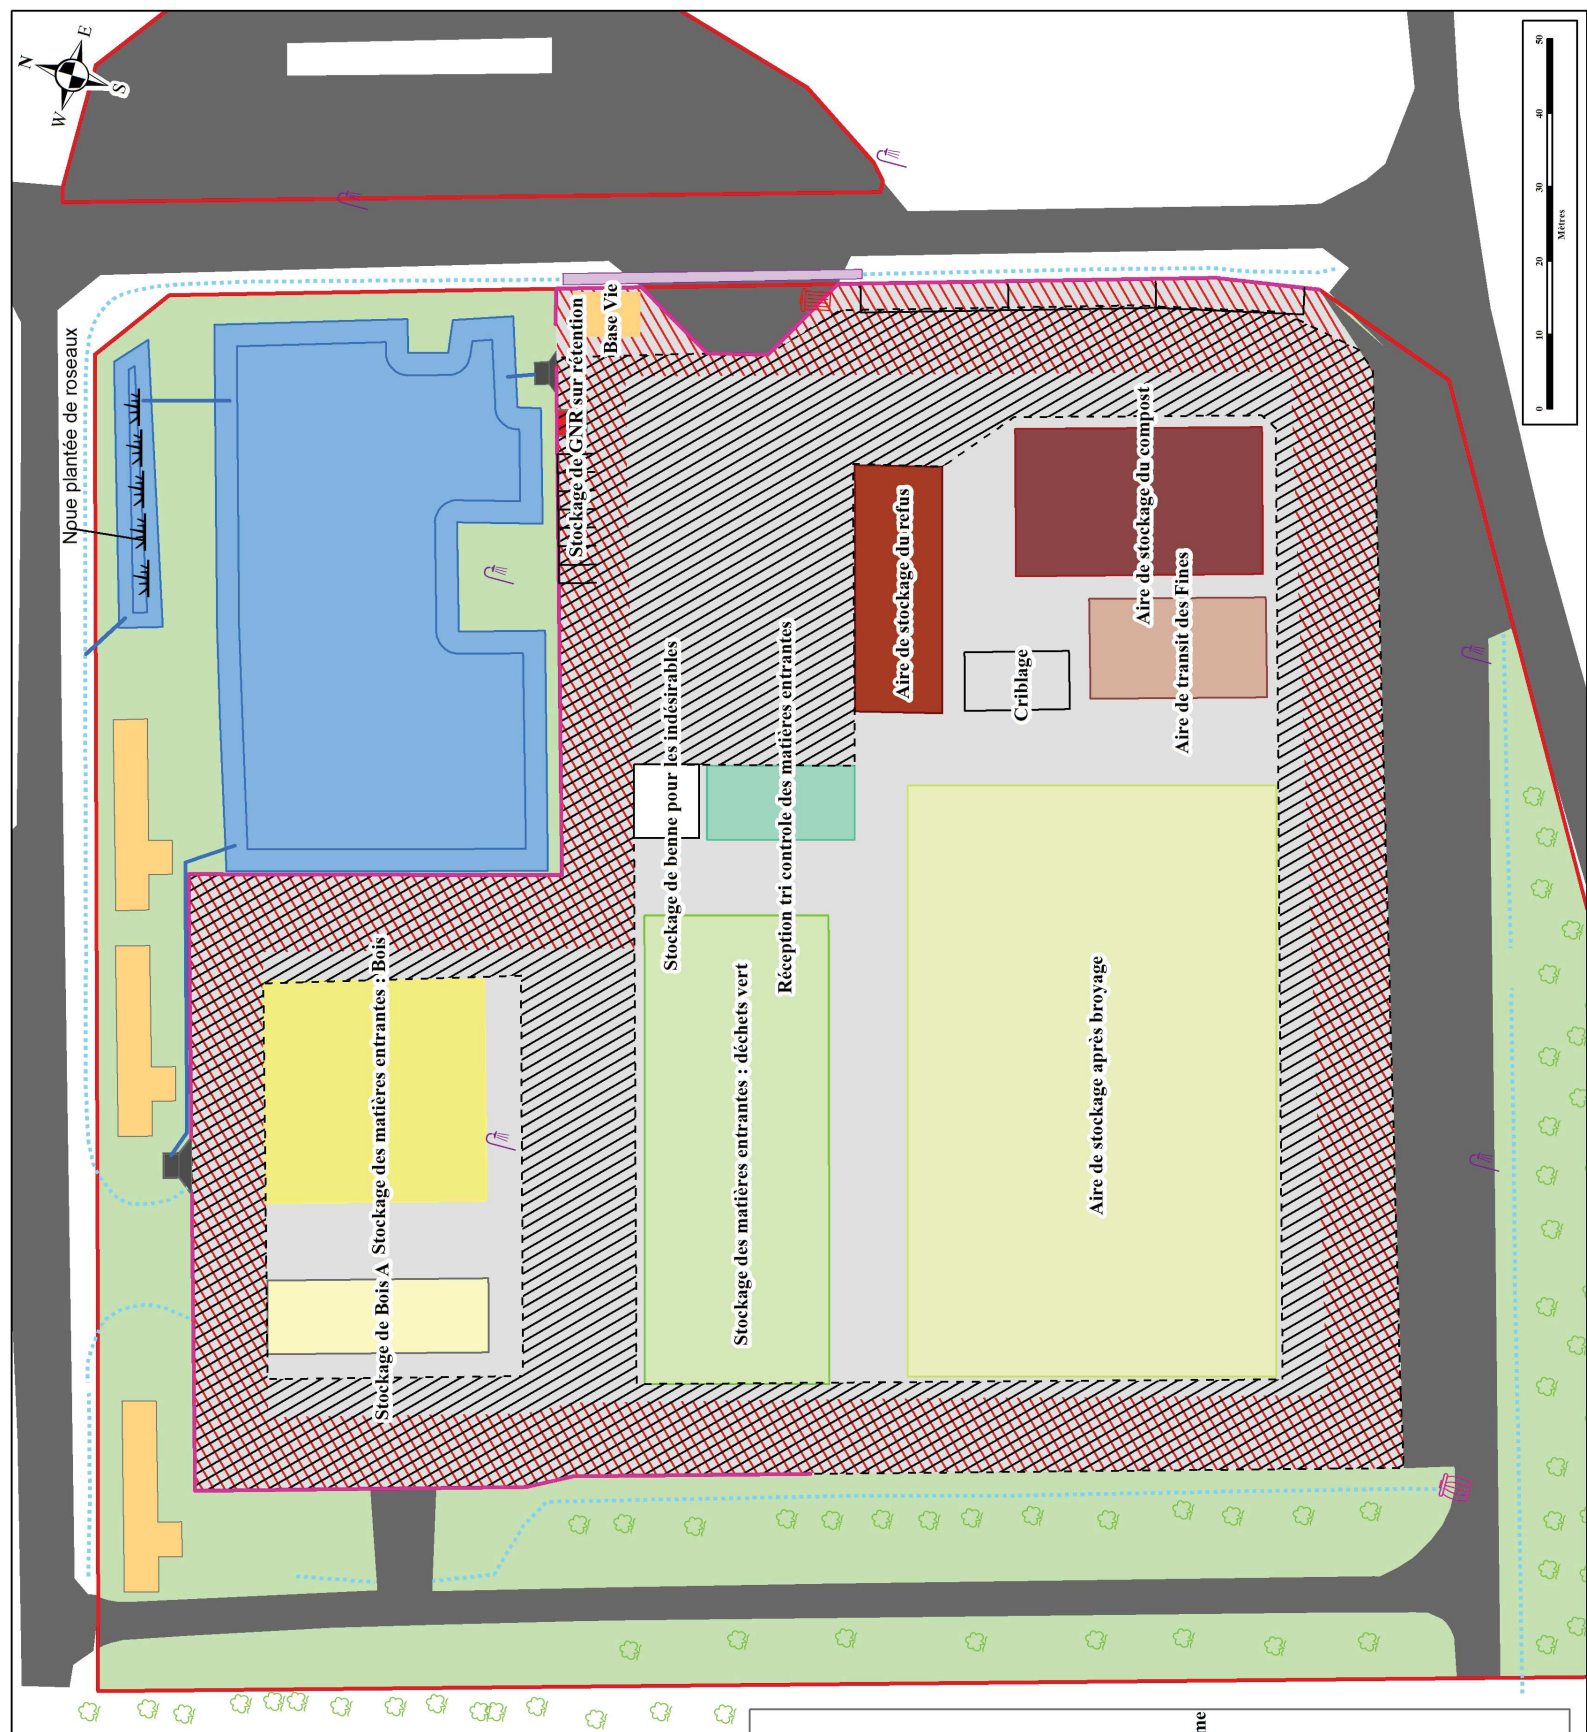 N
E
S
W
50
40
30
20
10
0
Mètres
Noue plantée de roseaux
Base Vie
Stockage de GNR sur rétention
Aire de stockage du compost
Aire de stockage du refus
Aire de transit des Fines
Criblage
Stockage de benne pour les indésirables
Réception tri controle des matières entrantes
Stockage des matières entrantes : Bois
Stockage des matières entrantes : déchets vert
Aire de stockage après broyage
Stockage de Bois A
me